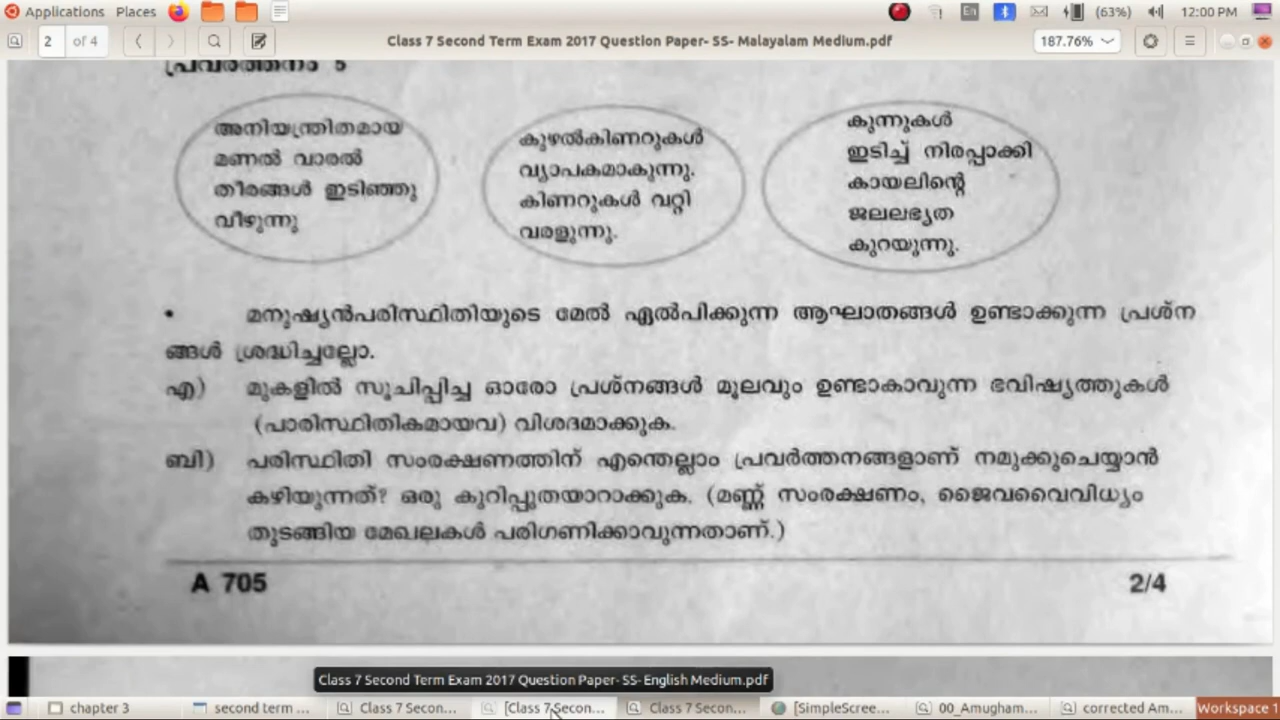 Applications Places En (63%) 12:00 PM
2 of 4 Class 7 Second Term Exam 2017 Question Paper- SS- Malayalam Medium.pdf 187.76%
പ്രവർത്തനം 5
അനിയന്ത്രിതമായ
മണൽ വാരൽ
തീരങ്ങൾ ഇടിഞ്ഞു
വീഴുന്നു
കുഴൽകിണറുകൾ
വ്യാപകമാകുന്നു.
കിണറുകൾ വറ്റി
വരളുന്നു.
കുന്നുകൾ
ഇടിച്ച് നിരപ്പാക്കി
കായലിന്റെ
ജലലഭ്യത
കുറയുന്നു.
• മനുഷ്യൻപരിസ്ഥിതിയുടെ മേൽ ഏൽപിക്കുന്ന ആഘാതങ്ങൾ ഉണ്ടാക്കുന്ന പ്രശ്ന
ങ്ങൾ ശ്രദ്ധിച്ചല്ലോ.
എ) മുകളിൽ സൂചിപ്പിച്ച ഓരോ പ്രശ്നങ്ങൾ മൂലവും ഉണ്ടാകാവുന്ന ഭവിഷ്യത്തുകൾ
(പാരിസ്ഥിതികമായവ) വിശദമാക്കുക.
ബി) പരിസ്ഥിതി സംരക്ഷണത്തിന് എന്തെല്ലാം പ്രവർത്തനങ്ങളാണ് നമുക്കുചെയ്യാൻ
കഴിയുന്നത്? ഒരു കുറിപ്പുതയാറാക്കുക. (മണ്ണ് സംരക്ഷണം, ജൈവവൈവിധ്യം
തുടങ്ങിയ മേഖലകൾ പരിഗണിക്കാവുന്നതാണ്.)
A 705 2/4
Class 7 Second Term Exam 2017 Question Paper- SS- English Medium.pdf
chapter 3 second term ... Class 7 Secon... [Class 7 Secon... Class 7 Secon... [SimpleScree... 00_Amugham... corrected Am... Workspace 1